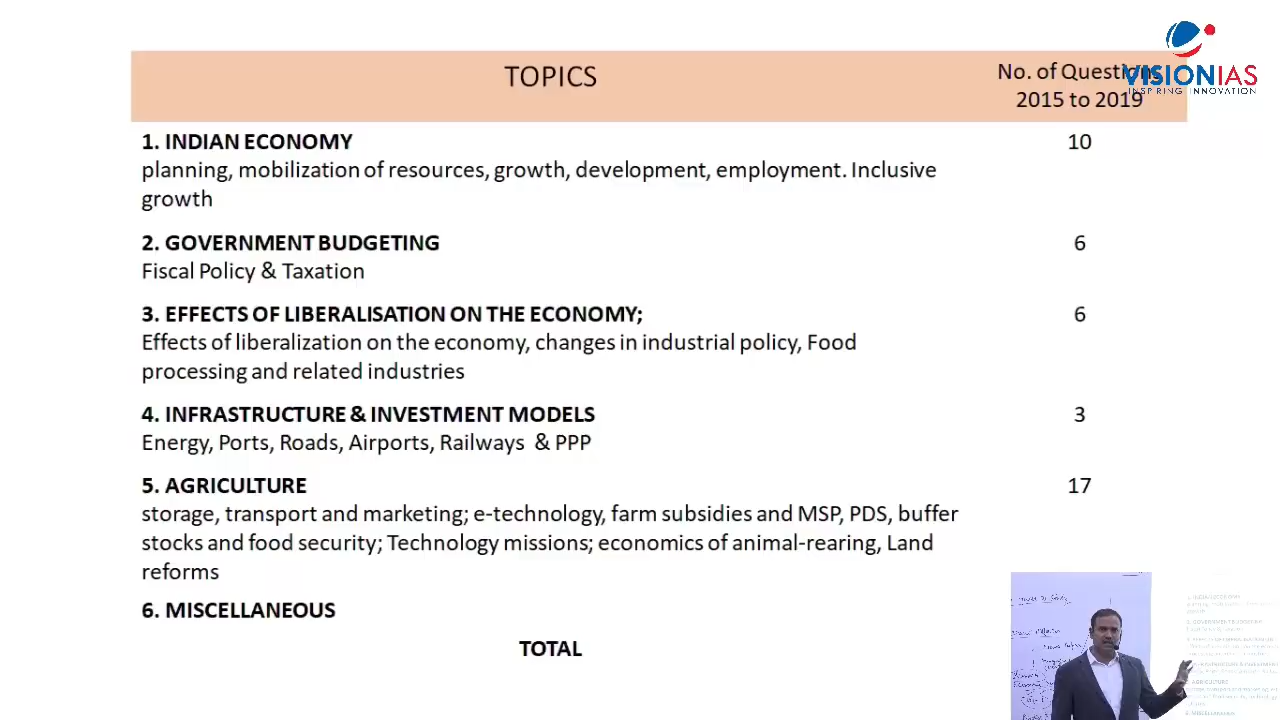 TOPICS
No. of Questions
2015 to 2019
VISIONIAS
INSPIRING INNOVATION
1. INDIAN ECONOMY
10
planning, mobilization of resources, growth, development, employment. Inclusive
growth
2. GOVERNMENT BUDGETING
6
Fiscal Policy & Taxation
3. EFFECTS OF LIBERALISATION ON THE ECONOMY;
6
Effects of liberalization on the economy, changes in industrial policy, Food
processing and related industries
4. INFRASTRUCTURE & INVESTMENT MODELS
3
Energy, Ports, Roads, Airports, Railways & PPP
5. AGRICULTURE
17
storage, transport and marketing; e-technology, farm subsidies and MSP, PDS, buffer
stocks and food security; Technology missions; economics of animal-rearing, Land
reforms
6. MISCELLANEOUS
TOTAL